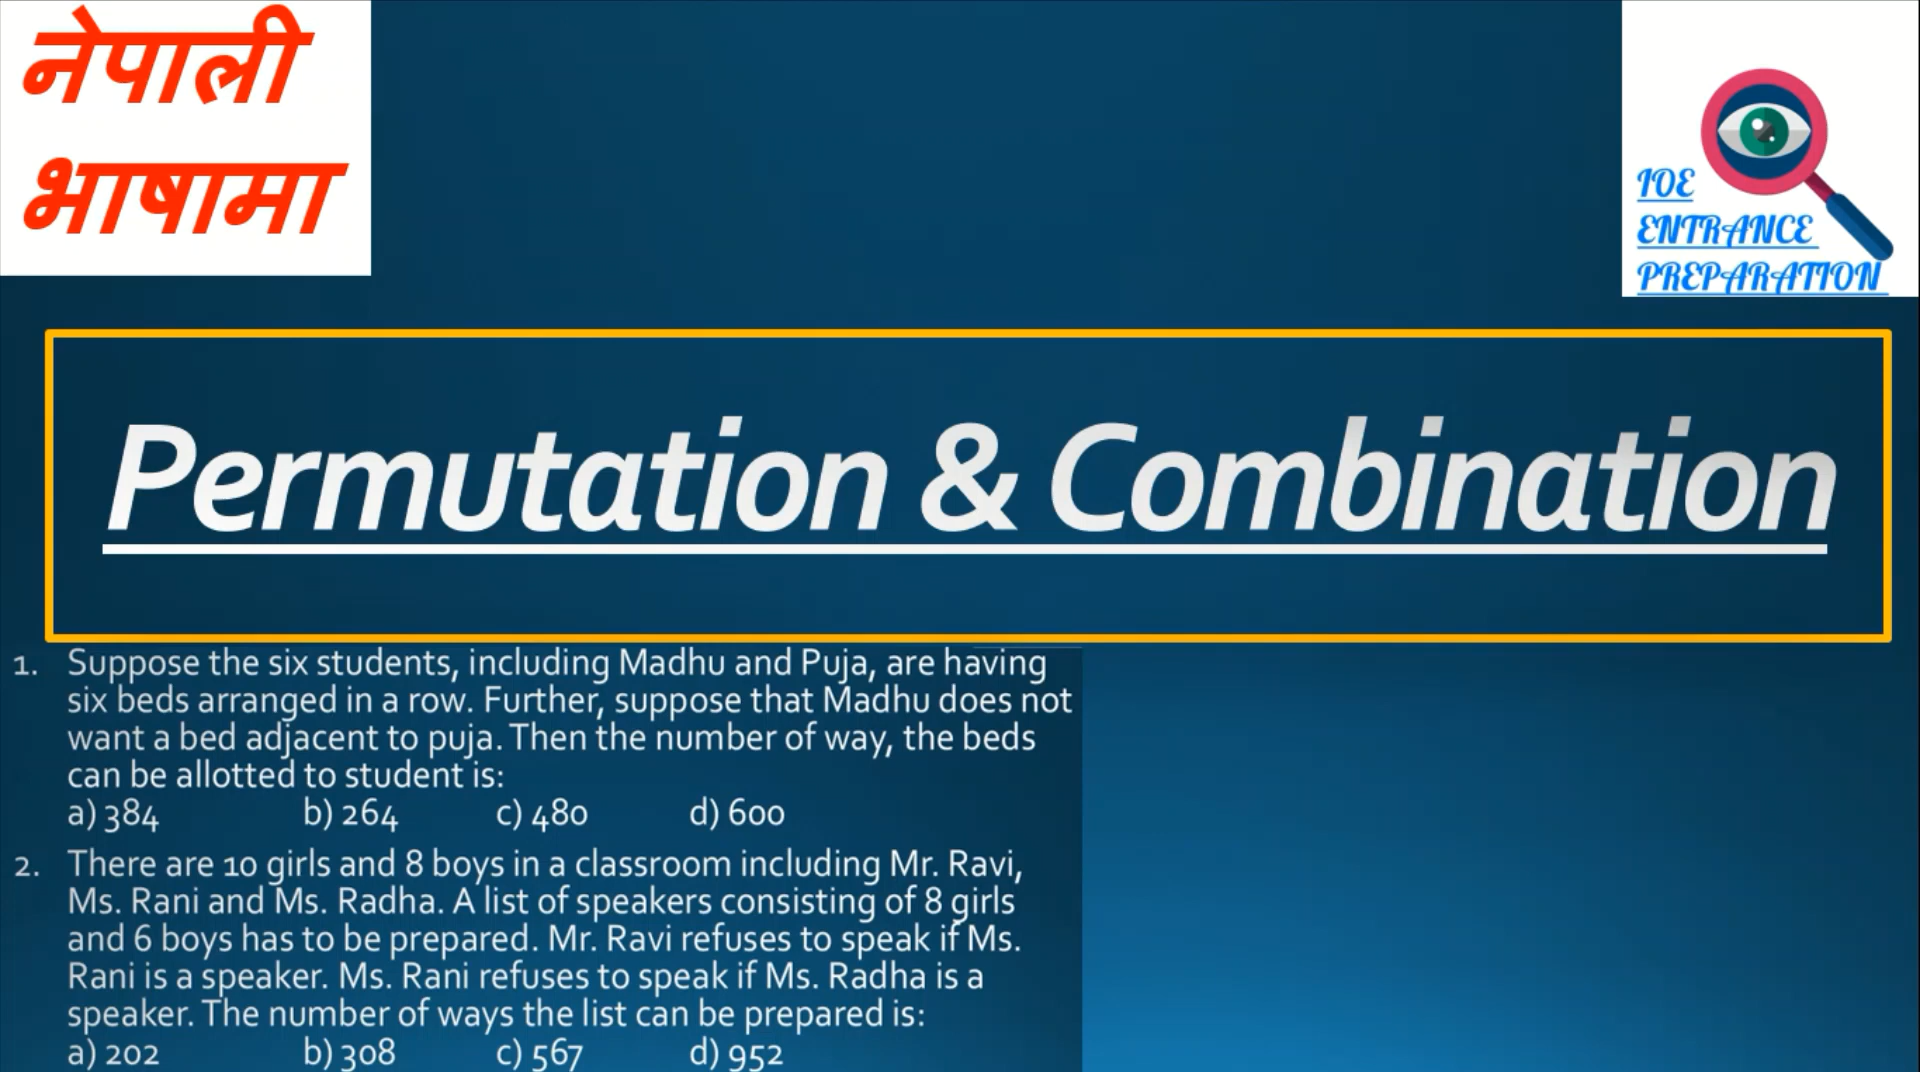 नेपाली
भाषामा
IOE
ENTRANCE
PREPARATION
Permutation & Combination
1. Suppose the six students, including Madhu and Puja, are having
six beds arranged in a row. Further, suppose that Madhu does not
want a bed adjacent to puja. Then the number of way, the beds
can be allotted to student is:
a) 384 b) 264 c) 480 d) 600
2. There are 10 girls and 8 boys in a classroom including Mr. Ravi,
Ms. Rani and Ms. Radha. A list of speakers consisting of 8 girls
and 6 boys has to be prepared. Mr. Ravi refuses to speak if Ms.
Rani is a speaker. Ms. Rani refuses to speak if Ms. Radha is a
speaker. The number of ways the list can be prepared is:
a) 202 b) 308 c) 567 d) 952